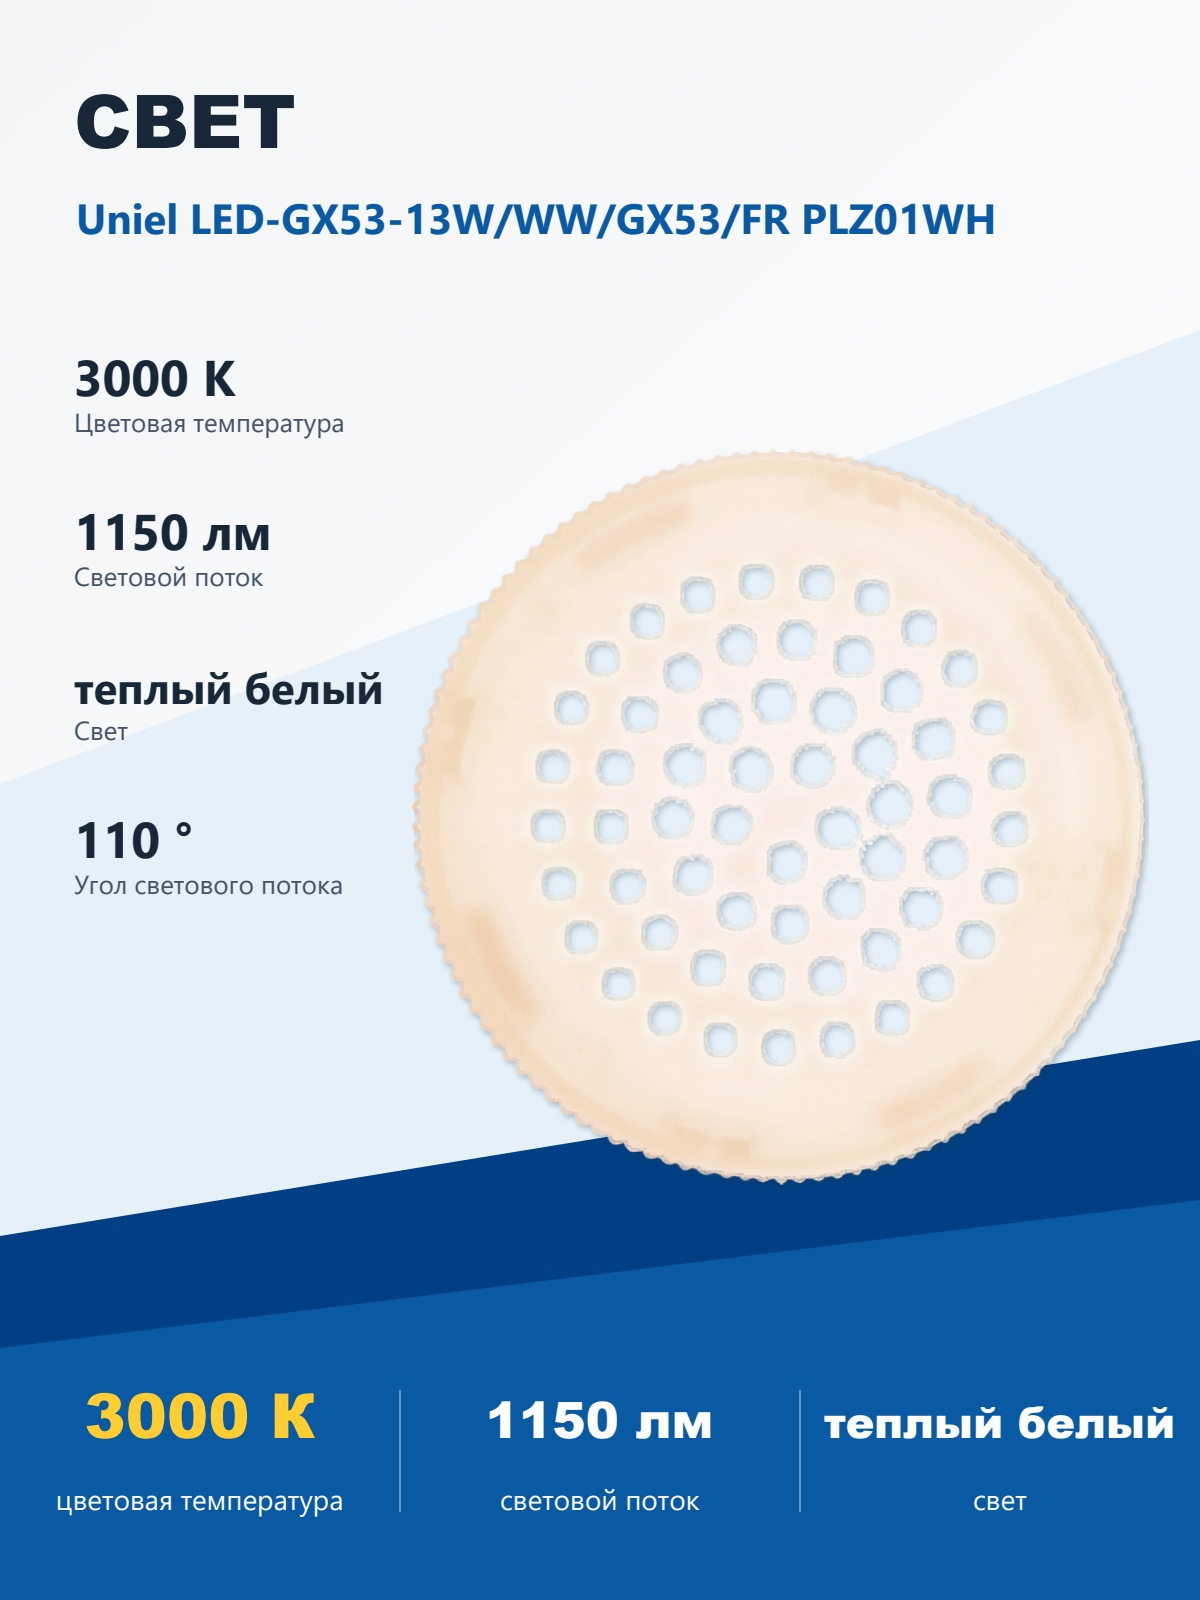 СВЕТ
Uniel LED-GX53-13W/WW/GX53/FR PLZ01WH
3000 К
Цветовая температура
1150 лм
Световой поток
теплый белый
Свет
110 °
Угол светового потока
3000 К
цветовая температура
1150 лм
световой поток
теплый белый
свет